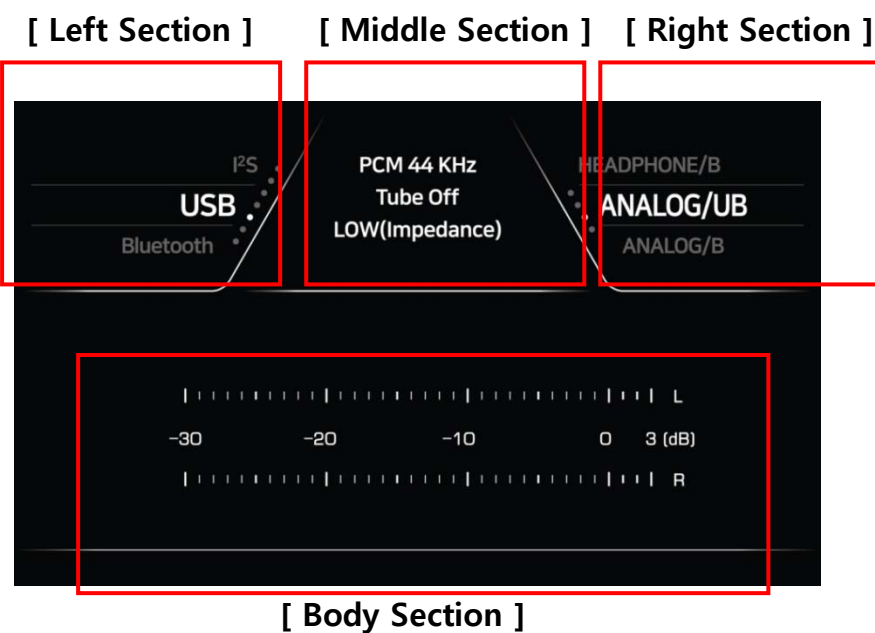 [ Left Section ]
[ Middle Section ]
[ Right Section ]
I²S
USB
Bluetooth
PCM 44 KHz
Tube Off
LOW(Impedance)
HEADPHONE/B
ANALOG/UB
ANALOG/B
L
-30 -20 -10 0 3 (dB)
R
[ Body Section ]